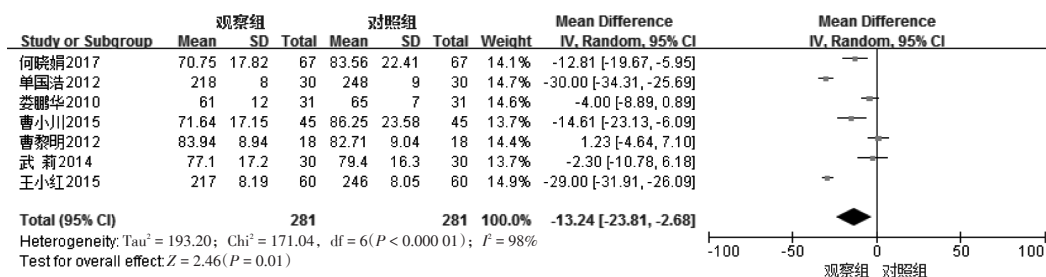 观察组 对照组 Mean Difference Mean Difference
Study or Subgroup Mean SD Total Mean SD Total Weight IV, Random, 95% CI IV, Random, 95% CI
何晓娟2017 70.75 17.82 67 83.56 22.41 67 14.1% -12.81 [-19.67, -5.95]
单国浩2012 218 8 30 248 9 30 14.7% -30.00 [-34.31, -25.69]
娄鹏华2010 61 12 31 65 7 31 14.6% -4.00 [-8.89, 0.89]
曹小川2015 71.64 17.15 45 86.25 23.58 45 13.7% -14.61 [-23.13, -6.09]
曹黎明2012 83.94 8.94 18 82.71 9.04 18 14.4% 1.23 [-4.64, 7.10]
武 莉2014 77.1 17.2 30 79.4 16.3 30 13.7% -2.30 [-10.78, 6.18]
王小红2015 217 8.19 60 246 8.05 60 14.9% -29.00 [-31.91, -26.09]
Total (95% CI) 281 281 100.0% -13.24 [-23.81, -2.68]
Heterogeneity: Tau² = 193.20; Chi² = 171.04, df = 6(P < 0.000 01); I² = 98%
Test for overall effect: Z = 2.46(P = 0.01)
-100 -50 0 50 100
观察组 对照组